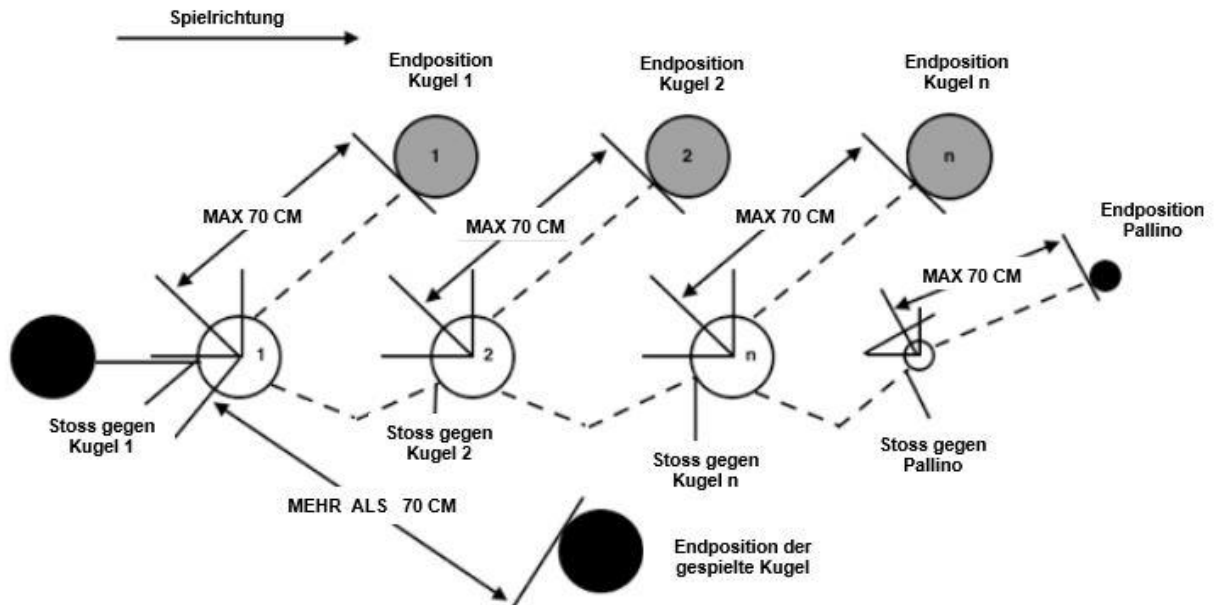 Spielrichtung
Endposition
Kugel 1
Endposition
Kugel 2
Endposition
Kugel n
1
2
n
MAX 70 CM
MAX 70 CM
MAX 70 CM
Endposition
Pallino
MAX 70 CM
1
2
n
Stoss gegen
Kugel 1
Stoss gegen
Kugel 2
Stoss gegen
Kugel n
Stoss gegen
Pallino
MEHR ALS 70 CM
Endposition der
gespielte Kugel